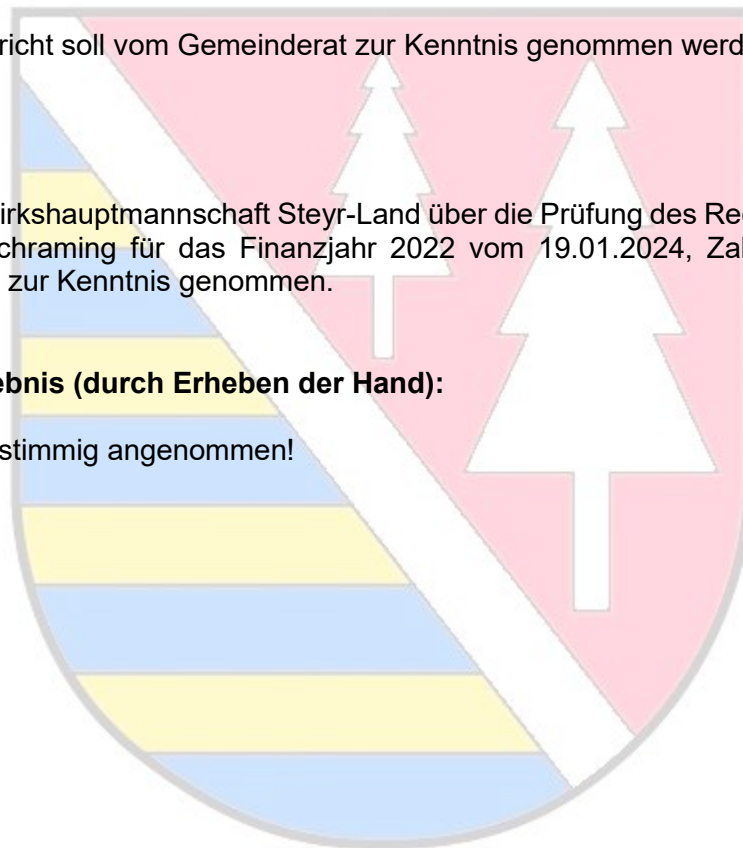 richt soll vom Gemeinderat zur Kenntnis genommen werd
irkshauptmannschaft Steyr-Land über die Prüfung des Re
chraming für das Finanzjahr 2022 vom 19.01.2024, Za
zur Kenntnis genommen.
ebnis (durch Erheben der Hand):
stimmig angenommen!